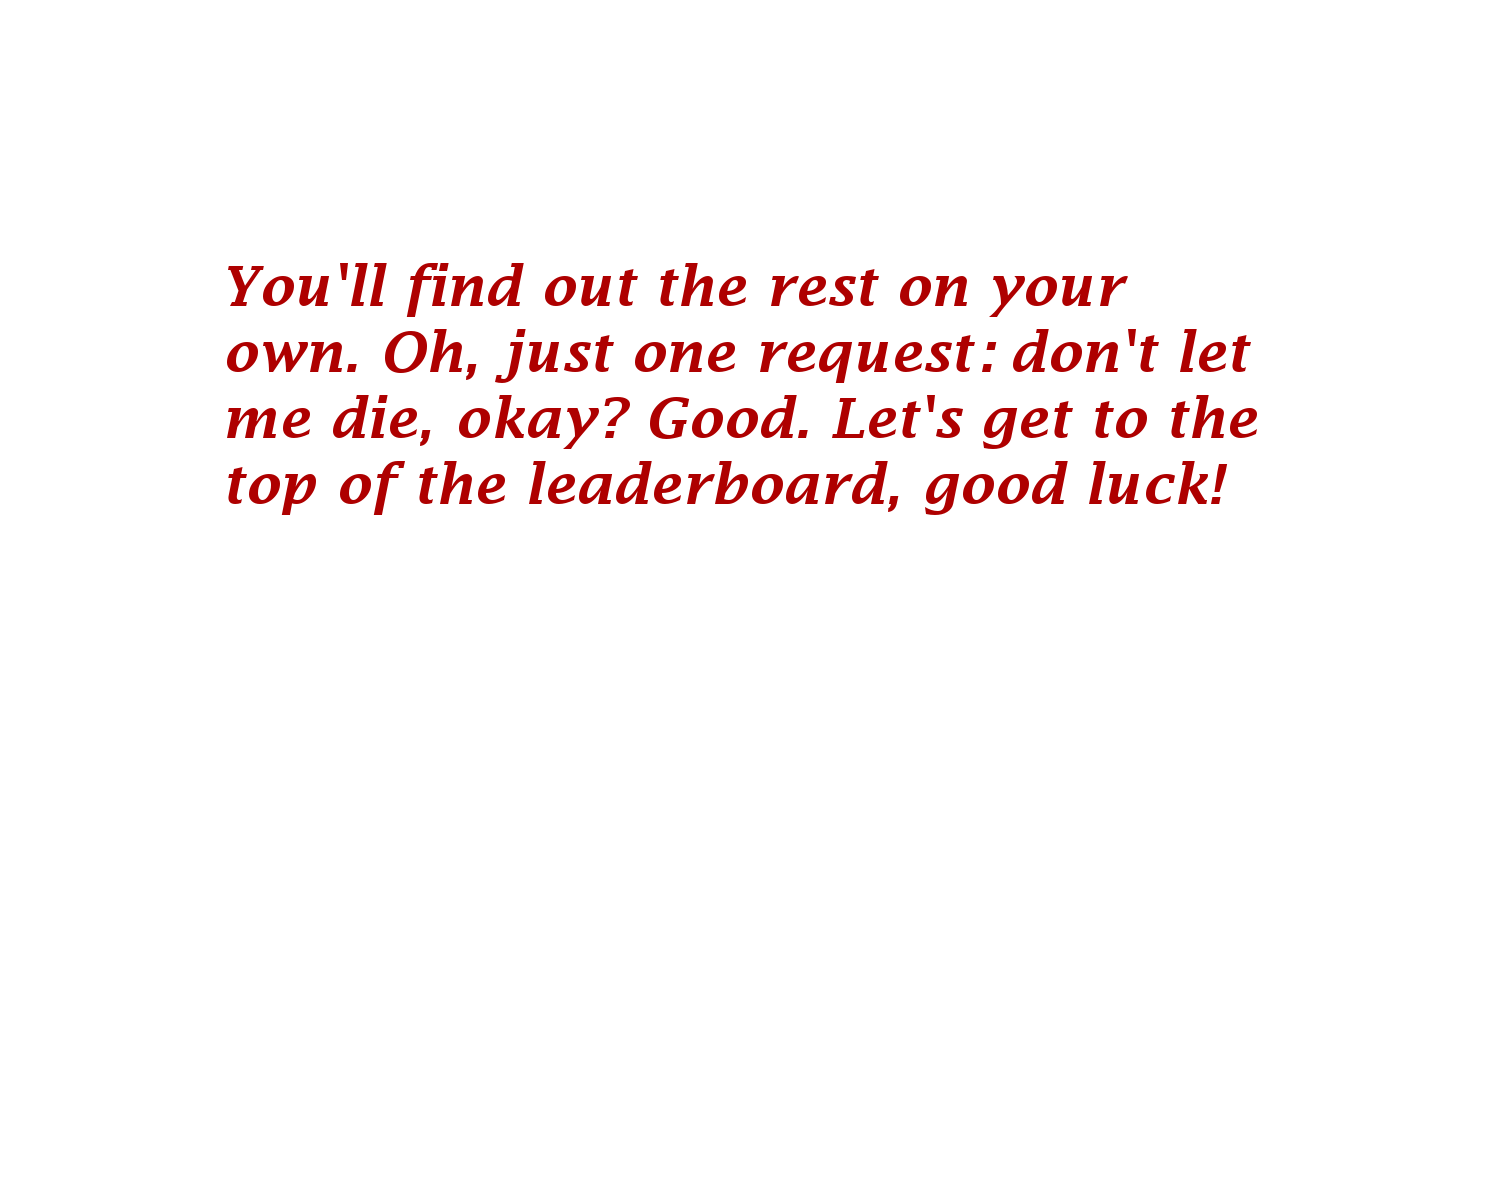 You'll find out the rest on your
own. Oh, just one request: don't let
me die, okay? Good. Let's get to the
top of the leaderboard, good luck!